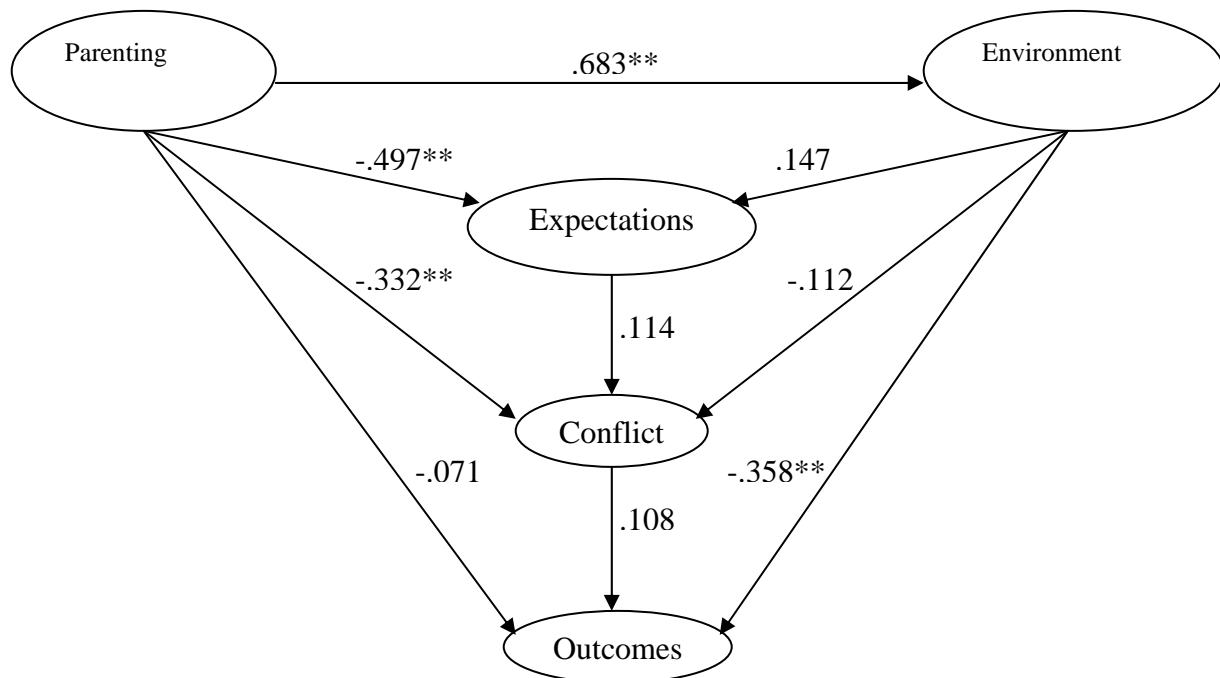 Parenting
Environment
.683**
-.497**
.147
Expectations
-.332**
-.112
.114
Conflict
-.071
-.358**
.108
Outcomes